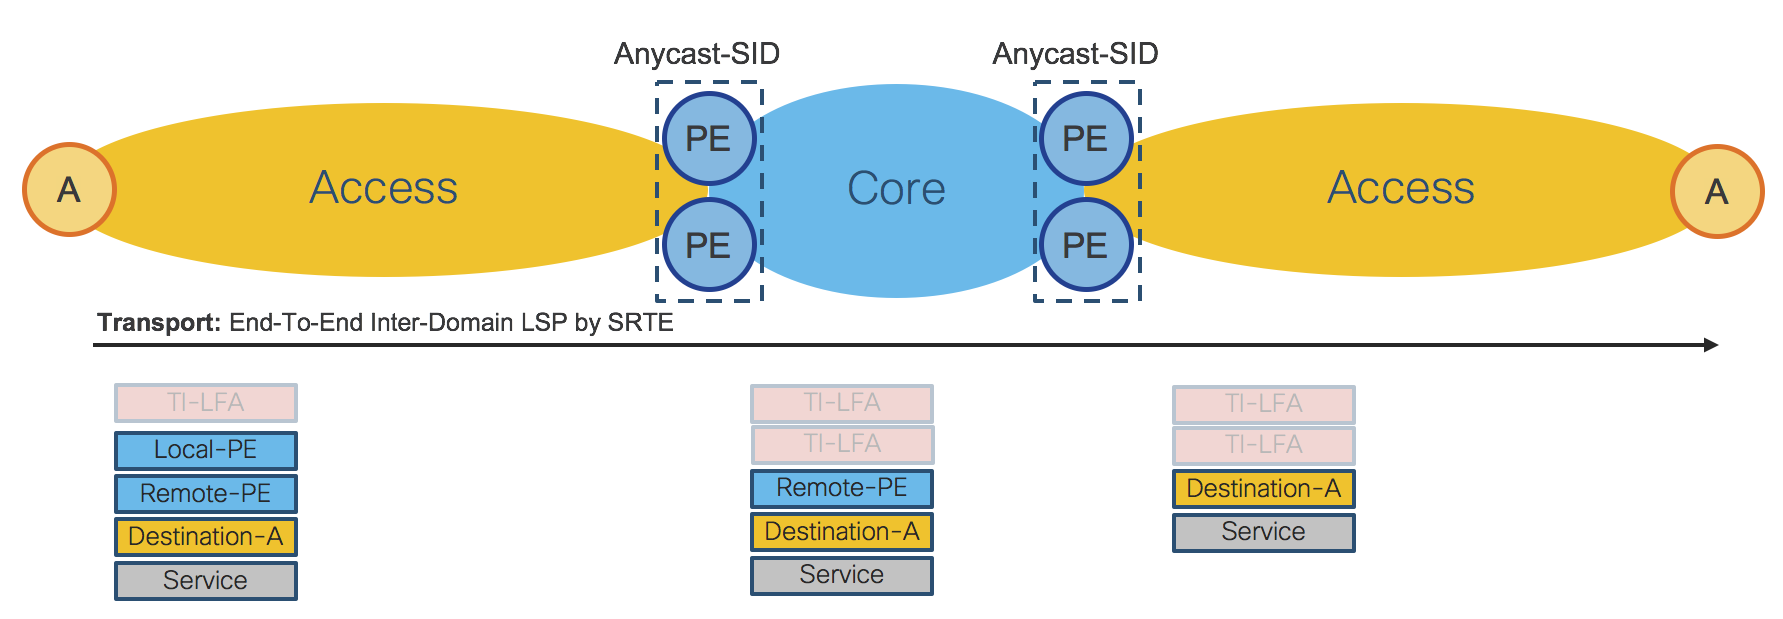 Anycast-SID Anycast-SID
PE PE
A Access Core Access A
PE PE
Transport: End-To-End Inter-Domain LSP by SRTE
TI-LFA TI-LFA TI-LFA
Local-PE TI-LFA TI-LFA
Remote-PE Remote-PE Destination-A
Destination-A Destination-A Service
Service Service